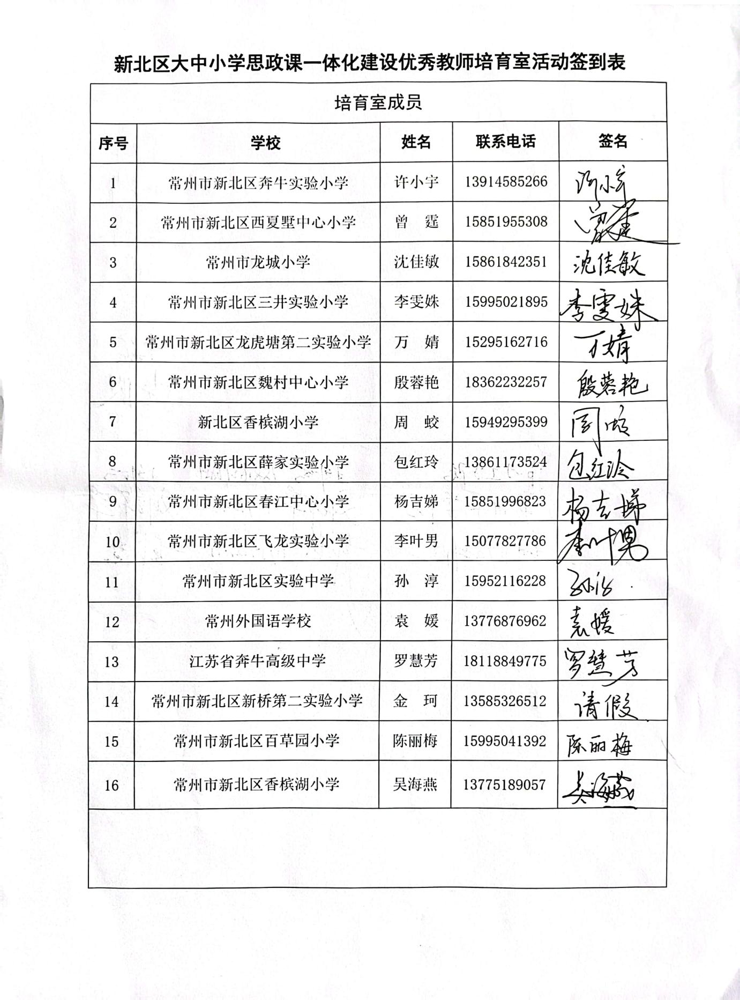 新北区大中小学思政课一体化建设优秀教师培育室活动签到表
培育室成员
序号 学校 姓名 联系电话 签名
1 常州市新北区奔牛实验小学 许小宇 13914585266 许小宇
2 常州市新北区西夏墅中心小学 曾 霆 15851955308 曾霆
3 常州市龙城小学 沈佳敏 15861842351 沈佳敏
4 常州市新北区三井实验小学 李雯姝 15995021895 李雯姝
5 常州市新北区龙虎塘第二实验小学 万 婧 15295162716 万婧
6 常州市新北区魏村中心小学 殷蓉艳 18362232257 殷蓉艳
7 新北区香槟湖小学 周 蛟 15949295399 周蛟
8 常州市新北区薛家实验小学 包红玲 13861173524 包红玲
9 常州市新北区春江中心小学 杨吉娣 15851996823 杨吉娣
10 常州市新北区飞龙实验小学 李叶男 15077827786 李叶男
11 常州市新北区实验中学 孙 淳 15952116228 孙淳
12 常州外国语学校 袁 媛 13776876962 袁媛
13 江苏省奔牛高级中学 罗慧芳 18118849775 罗慧芳
14 常州市新北区新桥第二实验小学 金 珂 13585326512 请假
15 常州市新北区百草园小学 陈丽梅 15995041392 陈丽梅
16 常州市新北区香槟湖小学 吴海燕 13775189057 吴海燕